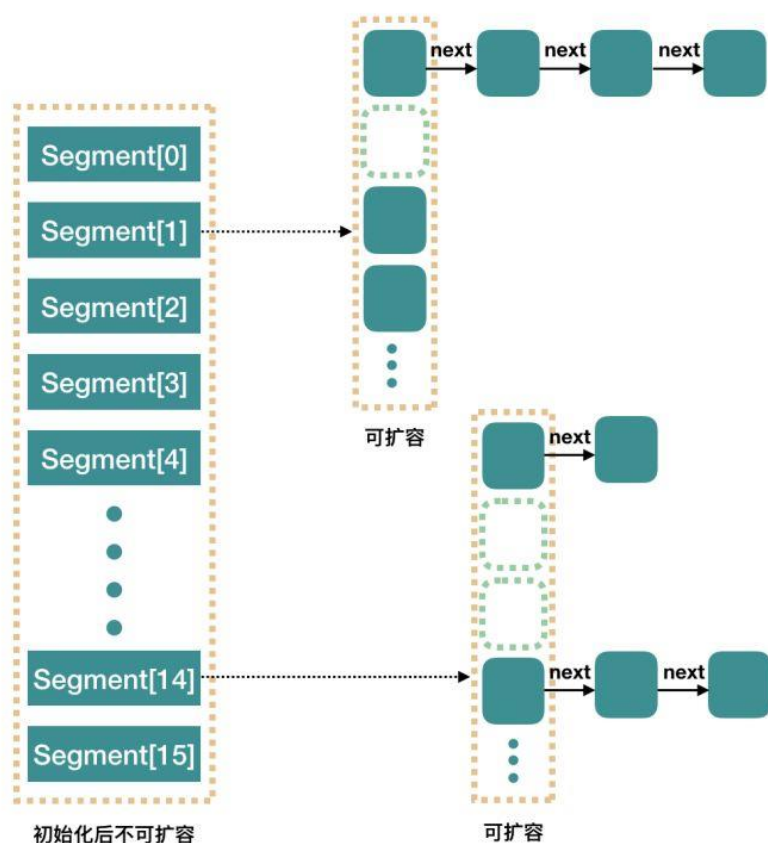 next next next
Segment[0]
Segment[1]
Segment[2]
Segment[3]
Segment[4]
可扩容
next
Segment[14]
next next
Segment[15]
初始化后不可扩容
可扩容